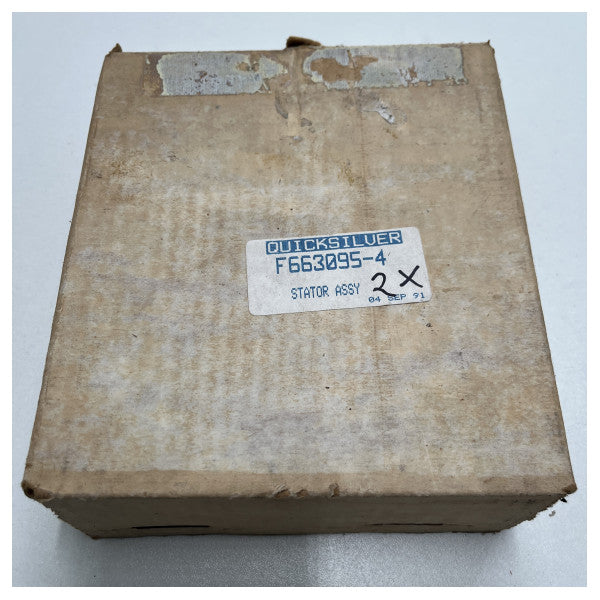 QUICKSILVER
F663095-4
STATOR ASSY 2X
04 SEP 91